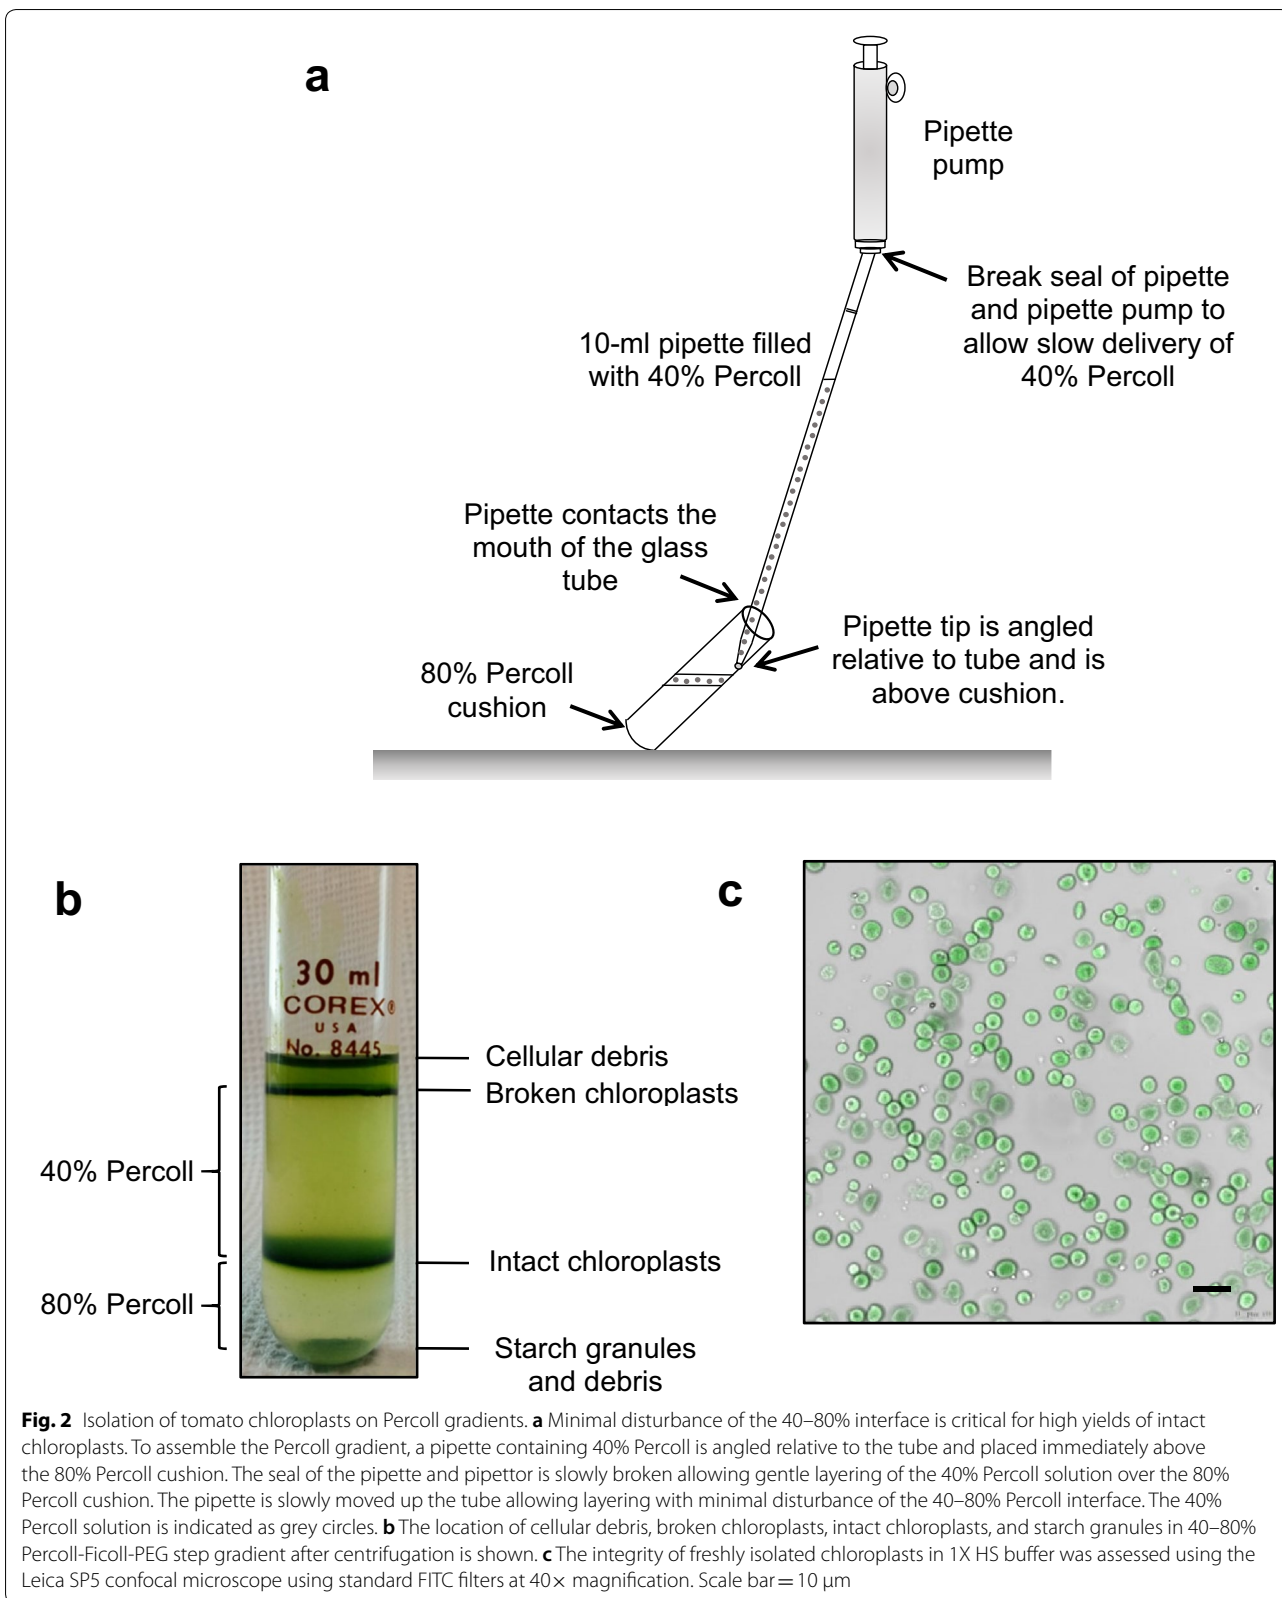 a
Pipette
pump
Break seal of pipette
and pipette pump to
allow slow delivery of
40% Percoll
10-ml pipette filled
with 40% Percoll
Pipette contacts the
mouth of the glass
tube
Pipette tip is angled
relative to tube and is
above cushion.
80% Percoll
cushion
b
30 ml
COREX®
USA
No. 8445
Cellular debris
Broken chloroplasts
40% Percoll
Intact chloroplasts
80% Percoll
Starch granules
and debris
c
Fig. 2 Isolation of tomato chloroplasts on Percoll gradients. a Minimal disturbance of the 40–80% interface is critical for high yields of intact
chloroplasts. To assemble the Percoll gradient, a pipette containing 40% Percoll is angled relative to the tube and placed immediately above
the 80% Percoll cushion. The seal of the pipette and pipettor is slowly broken allowing gentle layering of the 40% Percoll solution over the 80%
Percoll cushion. The pipette is slowly moved up the tube allowing layering with minimal disturbance of the 40–80% Percoll interface. The 40%
Percoll solution is indicated as grey circles. b The location of cellular debris, broken chloroplasts, intact chloroplasts, and starch granules in 40–80%
Percoll-Ficoll-PEG step gradient after centrifugation is shown. c The integrity of freshly isolated chloroplasts in 1X HS buffer was assessed using the
Leica SP5 confocal microscope using standard FITC filters at 40× magnification. Scale bar = 10 µm